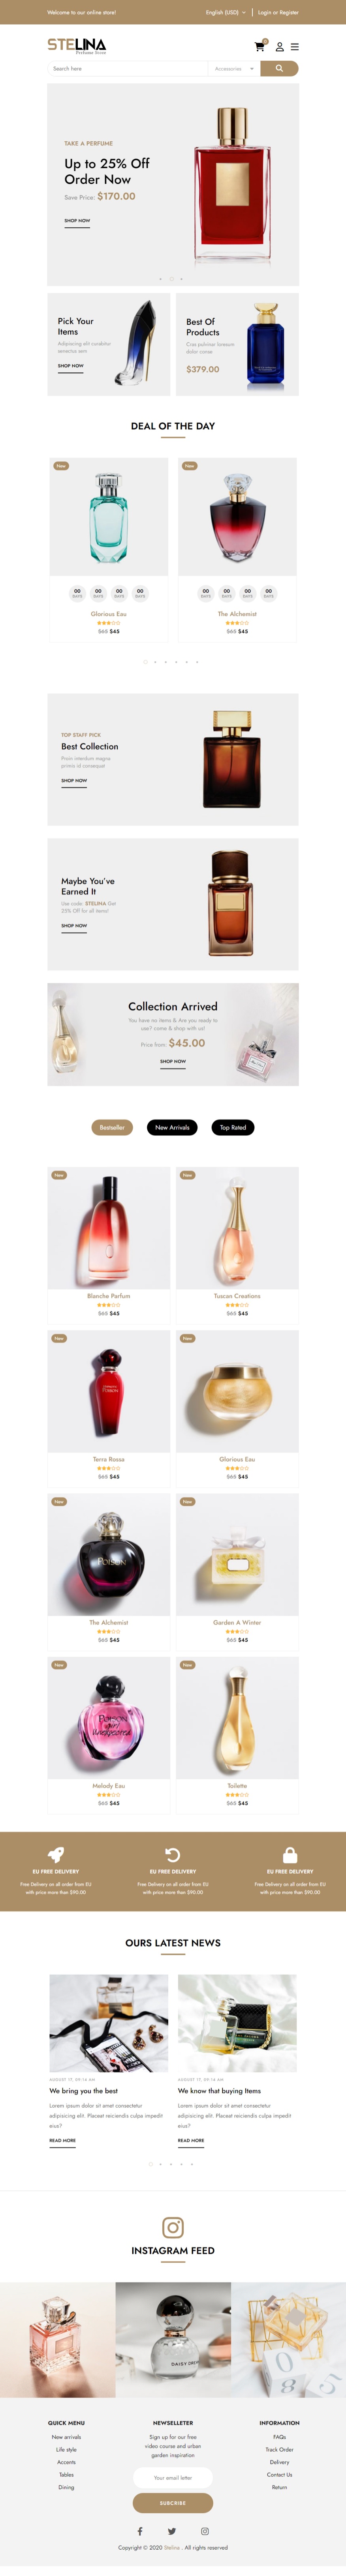 Welcome to our online store!
English (USD)
Login or Register
STELINA
Perfume Store
0
Search here
Accessories
TAKE A PERFUME
Up to 25% Off
Order Now
Save Price: $170.00
SHOP NOW
Pick Your
Items
Adipiscing elit curabitur
senectus sem
SHOP NOW
Best Of
Products
Cras pulvinar loresum
dolor conse
$379.00
DEAL OF THE DAY
New
00 DAYS 00 DAYS 00 DAYS 00 DAYS
Glorious Eau
$65 $45
New
00 DAYS 00 DAYS 00 DAYS 00 DAYS
The Alchemist
$65 $45
TOP STAFF PICK
Best Collection
Proin interdum magna
primis id consequat
SHOP NOW
Maybe You've
Earned It
Use code: STELINA Get
25% Off for all items!
SHOP NOW
Collection Arrived
You have no items & Are you ready to
use? come & shop with us!
Price from: $45.00
SHOP NOW
Bestseller
New Arrivals
Top Rated
New
Blanche Parfum
$65 $45
New
Tuscan Creations
$65 $45
New
POISON
Terra Rossa
$65 $45
New
Glorious Eau
$65 $45
New
POISON
The Alchemist
$65 $45
New
Garden A Winter
$65 $45
New
POISON
girl
Unexpected
Melody Eau
$65 $45
New
Toilette
$65 $45
EU FREE DELIVERY
Free Delivery on all order from EU
with price more than $90.00
EU FREE DELIVERY
Free Delivery on all order from EU
with price more than $90.00
EU FREE DELIVERY
Free Delivery on all order from EU
with price more than $90.00
OURS LATEST NEWS
AUGUST 17, 09:14 AM
We bring you the best
Lorem ipsum dolor sit amet consectetur
adipisicing elit. Placeat reiciendis culpa impedit
eius?
READ MORE
AUGUST 17, 09:14 AM
We know that buying Items
Lorem ipsum dolor sit amet consectetur
adipisicing elit. Placeat reiciendis culpa impedit
eius?
READ MORE
INSTAGRAM FEED
DAISY DREAM
QUICK MENU
New arrivals
Life style
Accents
Tables
Dining
NEWSELLETER
Sign up for our free
video course and urban
garden inspiration
Your email letter
SUBCRIBE
INFORMATION
FAQs
Track Order
Delivery
Contact Us
Return
Copyright © 2020 Stelina . All rights reserved